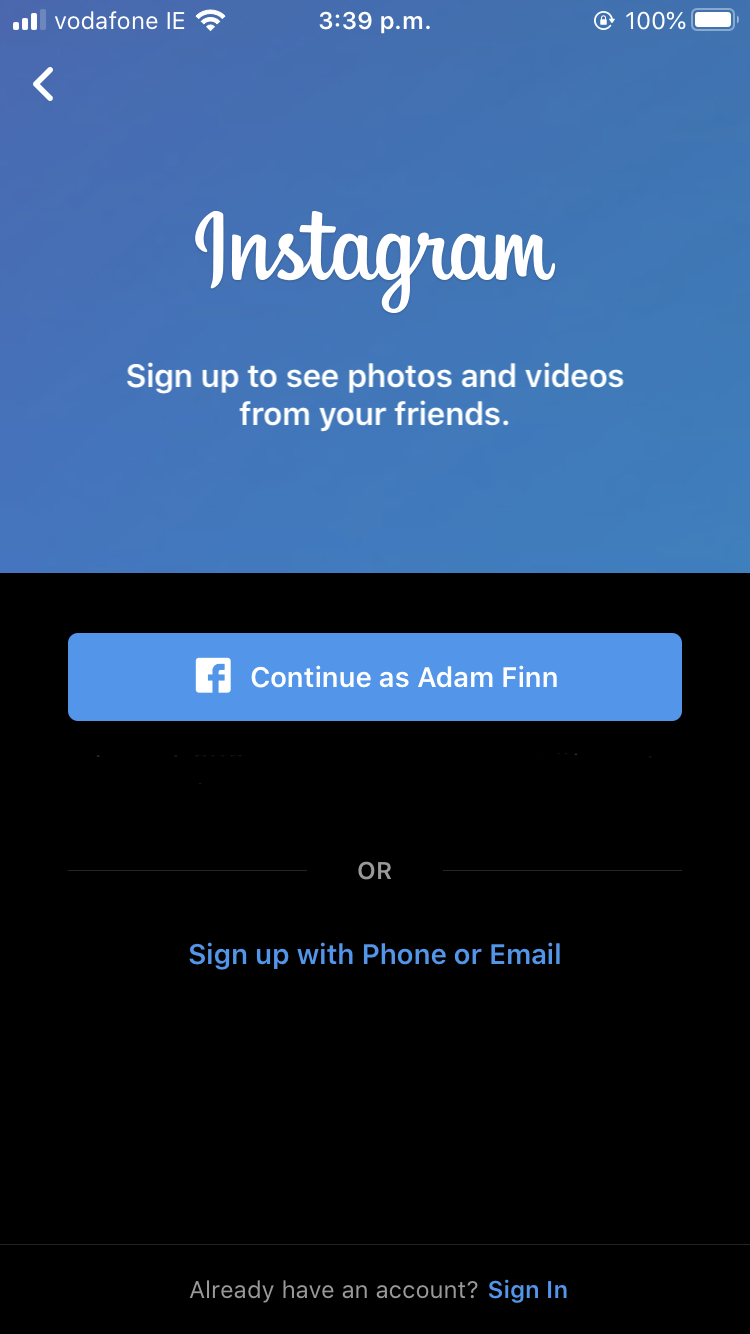 vodafone IE 3:39 p.m. 100%
Instagram
Sign up to see photos and videos
from your friends.
Continue as Adam Finn
OR
Sign up with Phone or Email
Already have an account? Sign In